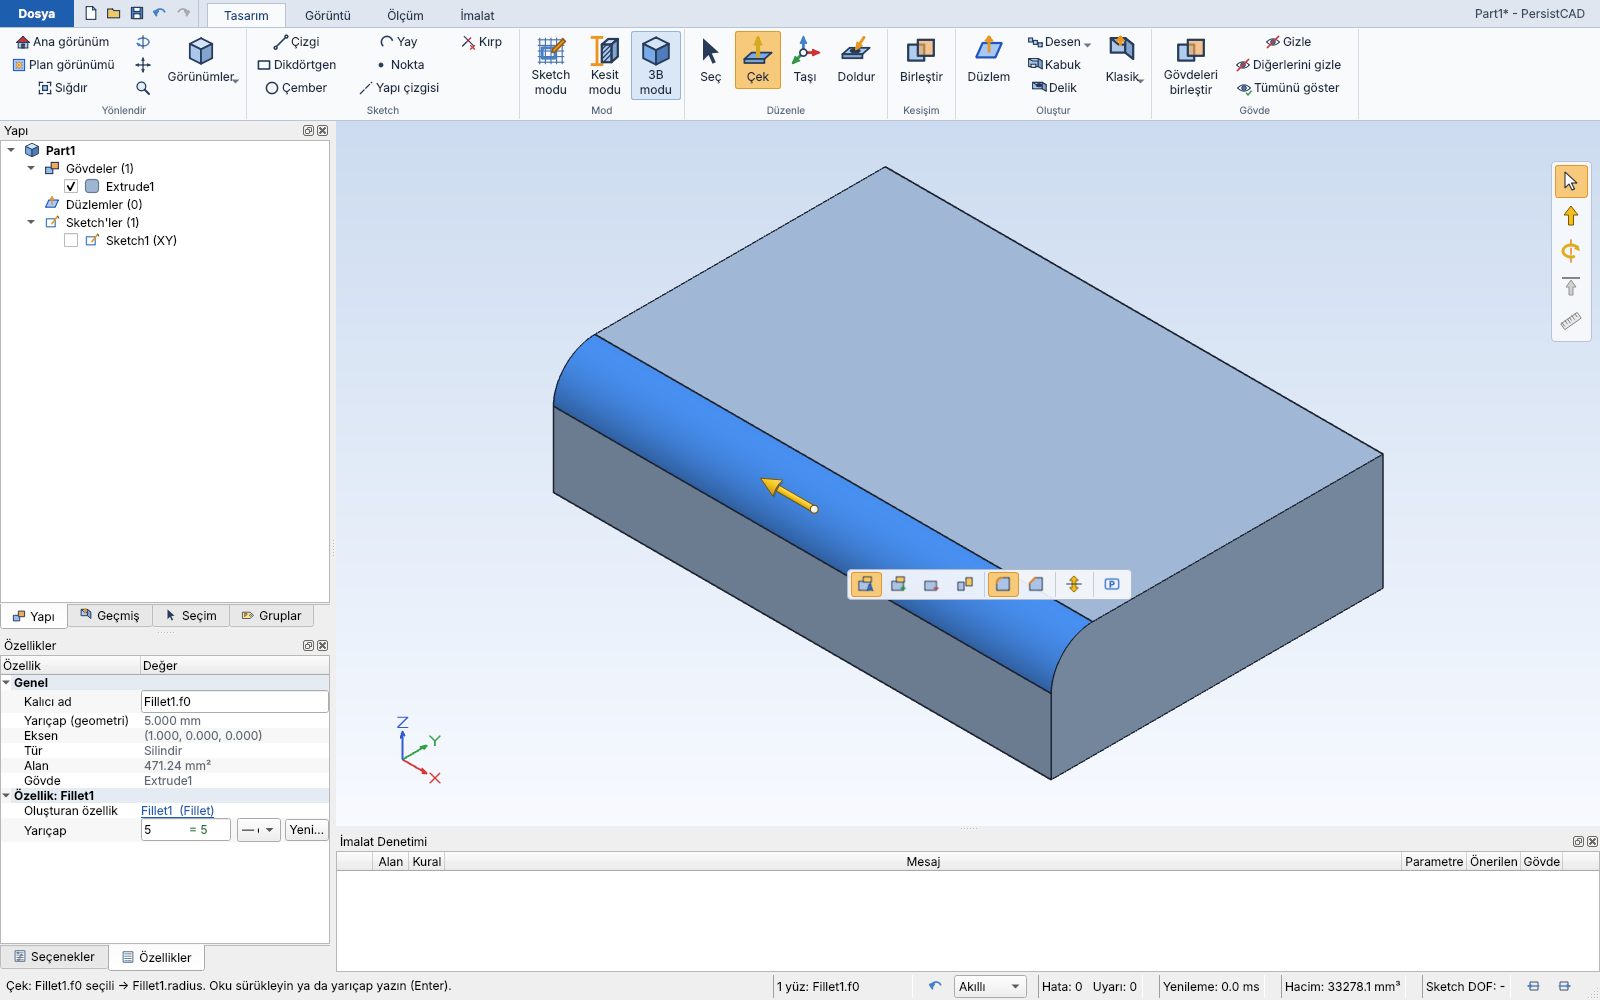 Dosya
Tasarım
Görüntü
Ölçüm
İmalat
Part1* - PersistCAD
Ana görünüm
Plan görünümü
Sığdır
Görünümler
Yönlendir
Çizgi
Dikdörtgen
Çember
Yay
Nokta
Yapı çizgisi
Kırp
Sketch
Sketch modu
Kesit modu
3B modu
Mod
Seç
Çek
Taşı
Doldur
Düzenle
Birleştir
Kesişim
Düzlem
Desen
Kabuk
Delik
Klasik
Oluştur
Gövdeleri birleştir
Gizle
Diğerlerini gizle
Tümünü göster
Gövde
Yapı
Part1
Gövdeler (1)
Extrude1
Düzlemler (0)
Sketch'ler (1)
Sketch1 (XY)
Yapı
Geçmiş
Seçim
Gruplar
Özellikler
Özellik
Değer
Genel
Kalıcı ad
Fillet1.f0
Yarıçap (geometri)
5.000 mm
Eksen
(1.000, 0.000, 0.000)
Tür
Silindir
Alan
471.24 mm²
Gövde
Extrude1
Özellik: Fillet1
Oluşturan özellik
Fillet1 (Fillet)
Yarıçap
5
= 5
Yeni...
Seçenekler
Özellikler
Z
Y
X
P
İmalat Denetimi
Alan
Kural
Mesaj
Parametre
Önerilen
Gövde
Çek: Fillet1.f0 seçili → Fillet1.radius. Oku sürükleyin ya da yarıçap yazın (Enter).
1 yüz: Fillet1.f0
Akıllı
Hata: 0
Uyarı: 0
Yenileme: 0.0 ms
Hacim: 33278.1 mm³
Sketch DOF: -